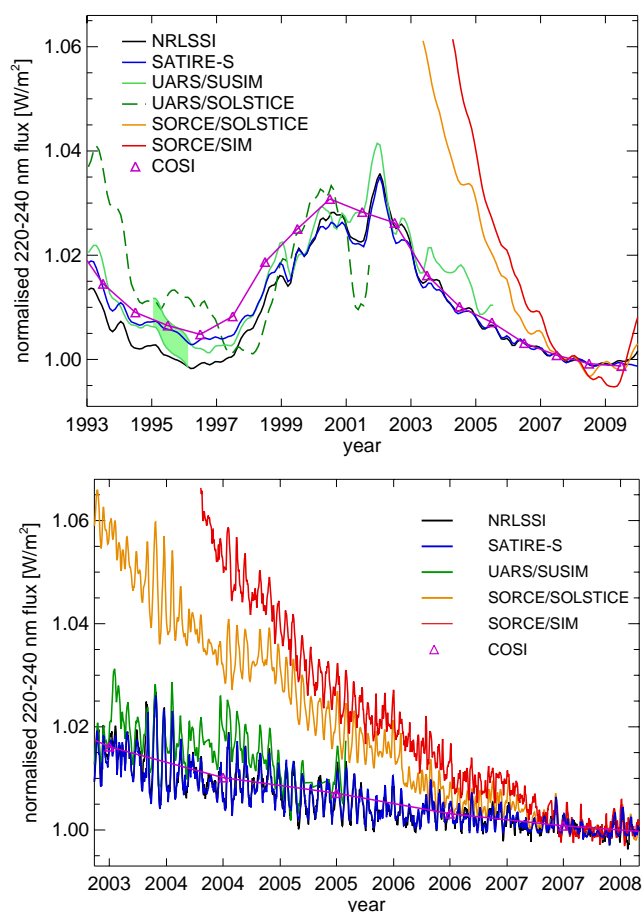 1.06
1.04
1.02
1.00
normalised 220-240 nm flux [W/m²]
NRLSSI
SATIRE-S
UARS/SUSIM
UARS/SOLSTICE
SORCE/SOLSTICE
SORCE/SIM
COSI
1993 1995 1997 1999 2001 2003 2005 2007 2009
year
1.06
1.04
1.02
1.00
normalised 220-240 nm flux [W/m²]
NRLSSI
SATIRE-S
UARS/SUSIM
SORCE/SOLSTICE
SORCE/SIM
COSI
2003 2004 2004 2005 2005 2006 2006 2007 2007 2008
year